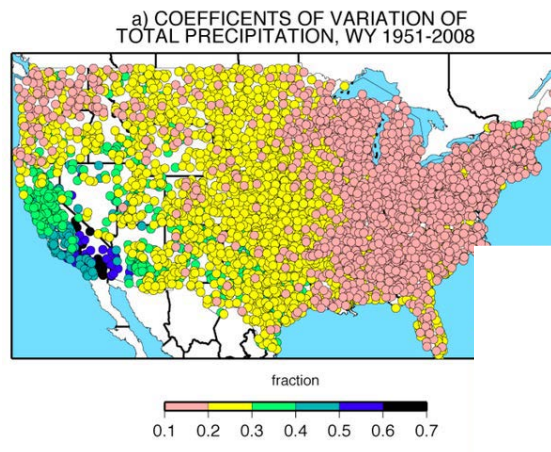 a) COEFFICENTS OF VARIATION OF
TOTAL PRECIPITATION, WY 1951-2008
fraction
0.1 0.2 0.3 0.4 0.5 0.6 0.7